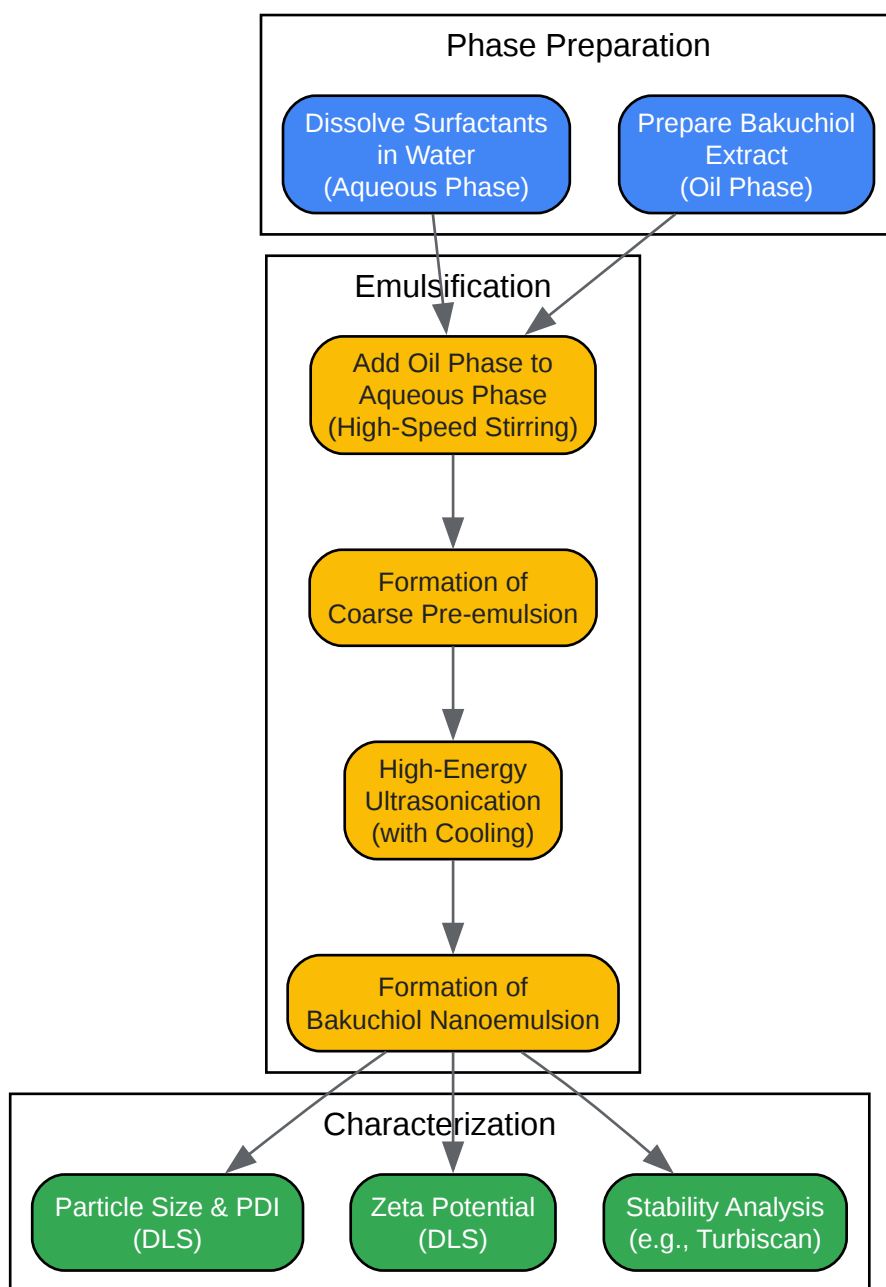 Phase Preparation
Dissolve Surfactants
in Water
(Aqueous Phase)
Prepare Bakuchiol
Extract
(Oil Phase)
Emulsification
Add Oil Phase to
Aqueous Phase
(High-Speed Stirring)
Formation of
Coarse Pre-emulsion
High-Energy
Ultrasonication
(with Cooling)
Formation of
Bakuchiol Nanoemulsion
Characterization
Particle Size & PDI
(DLS)
Zeta Potential
(DLS)
Stability Analysis
(e.g., Turbiscan)